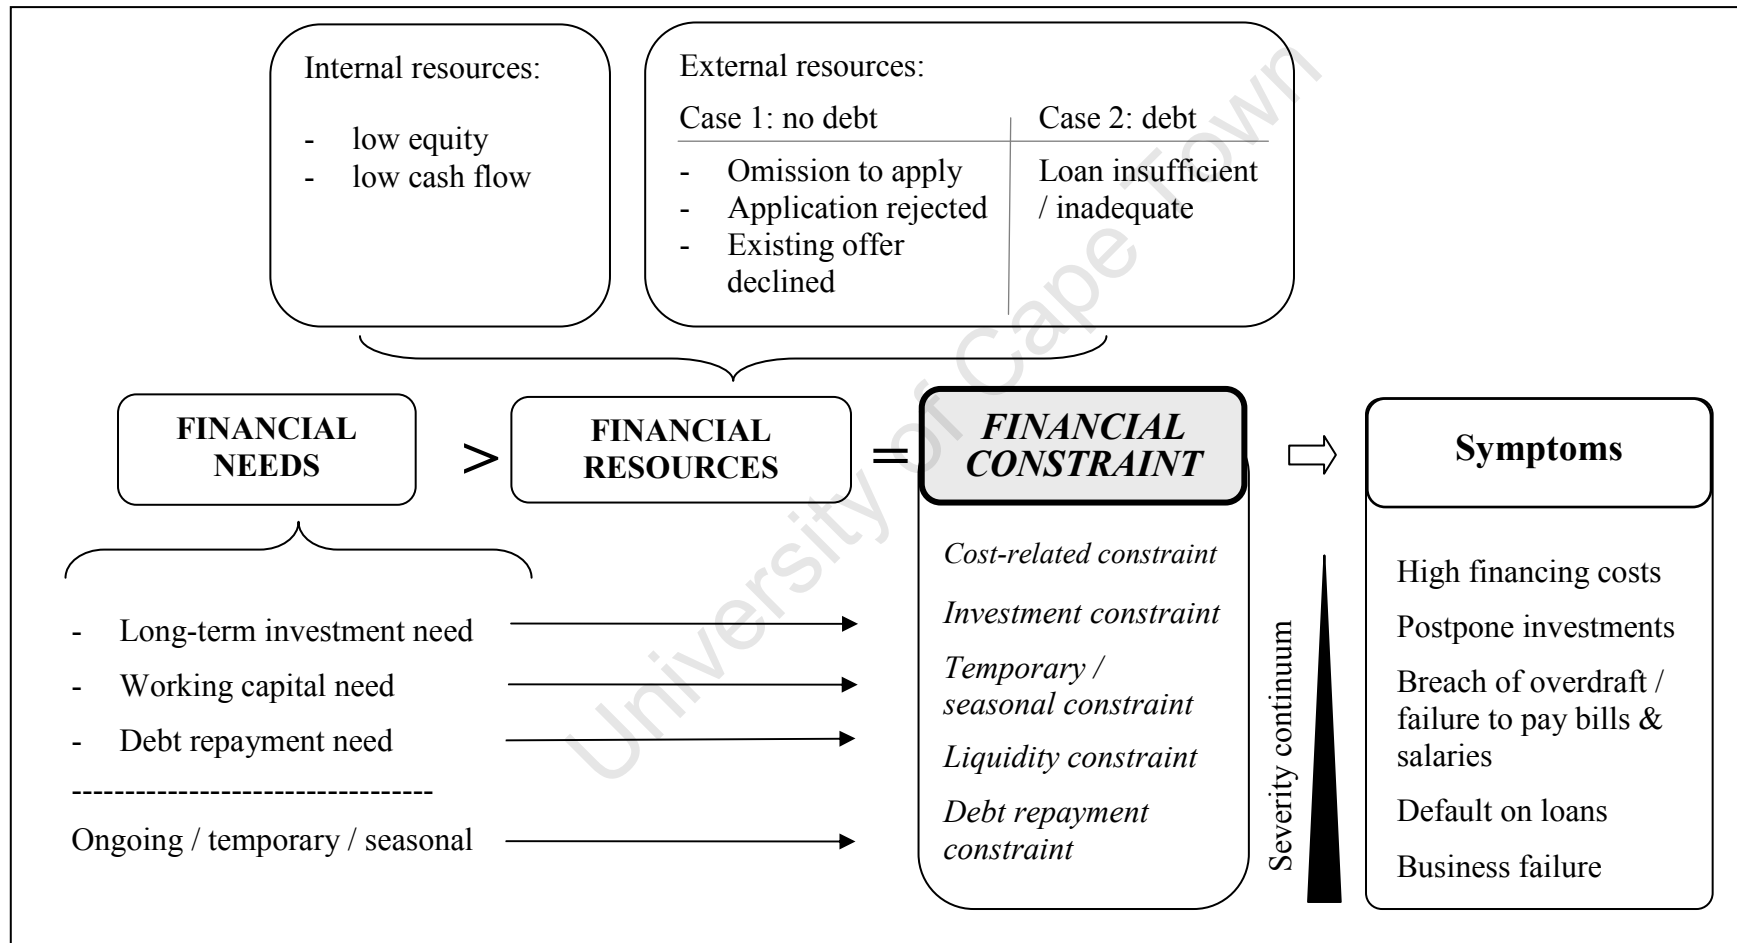 Internal resources:
- low equity
- low cash flow
External resources:
Case 1: no debt
- Omission to apply
- Application rejected
- Existing offer
declined
Case 2: debt
Loan insufficient
/ inadequate
FINANCIAL
NEEDS
>
FINANCIAL
RESOURCES
=
FINANCIAL
CONSTRAINT
Symptoms
- Long-term investment need
- Working capital need
- Debt repayment need
----------------------------------
Ongoing / temporary / seasonal
Cost-related constraint
Investment constraint
Temporary /
seasonal constraint
Liquidity constraint
Debt repayment
constraint
Severity continuum
High financing costs
Postpone investments
Breach of overdraft /
failure to pay bills &
salaries
Default on loans
Business failure
University of Cape Town